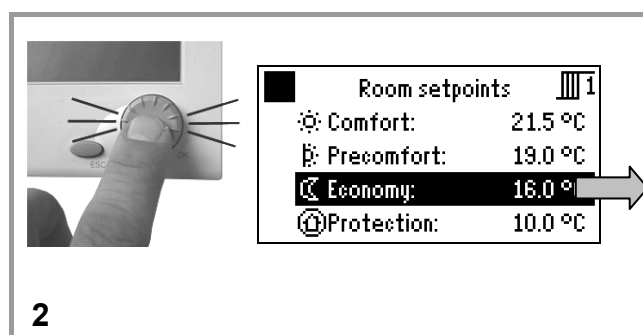 ESC
OK
Room setpoints 1
Comfort: 21.5 °C
Precomfort: 19.0 °C
Economy: 16.0 °
Protection: 10.0 °C
2